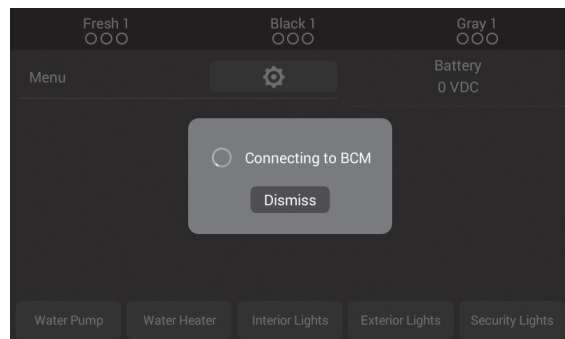 Fresh 1 Black 1 Gray 1
Menu
Battery
0 VDC
Connecting to BCM
Dismiss
Water Pump Water Heater Interior Lights Exterior Lights Security Lights